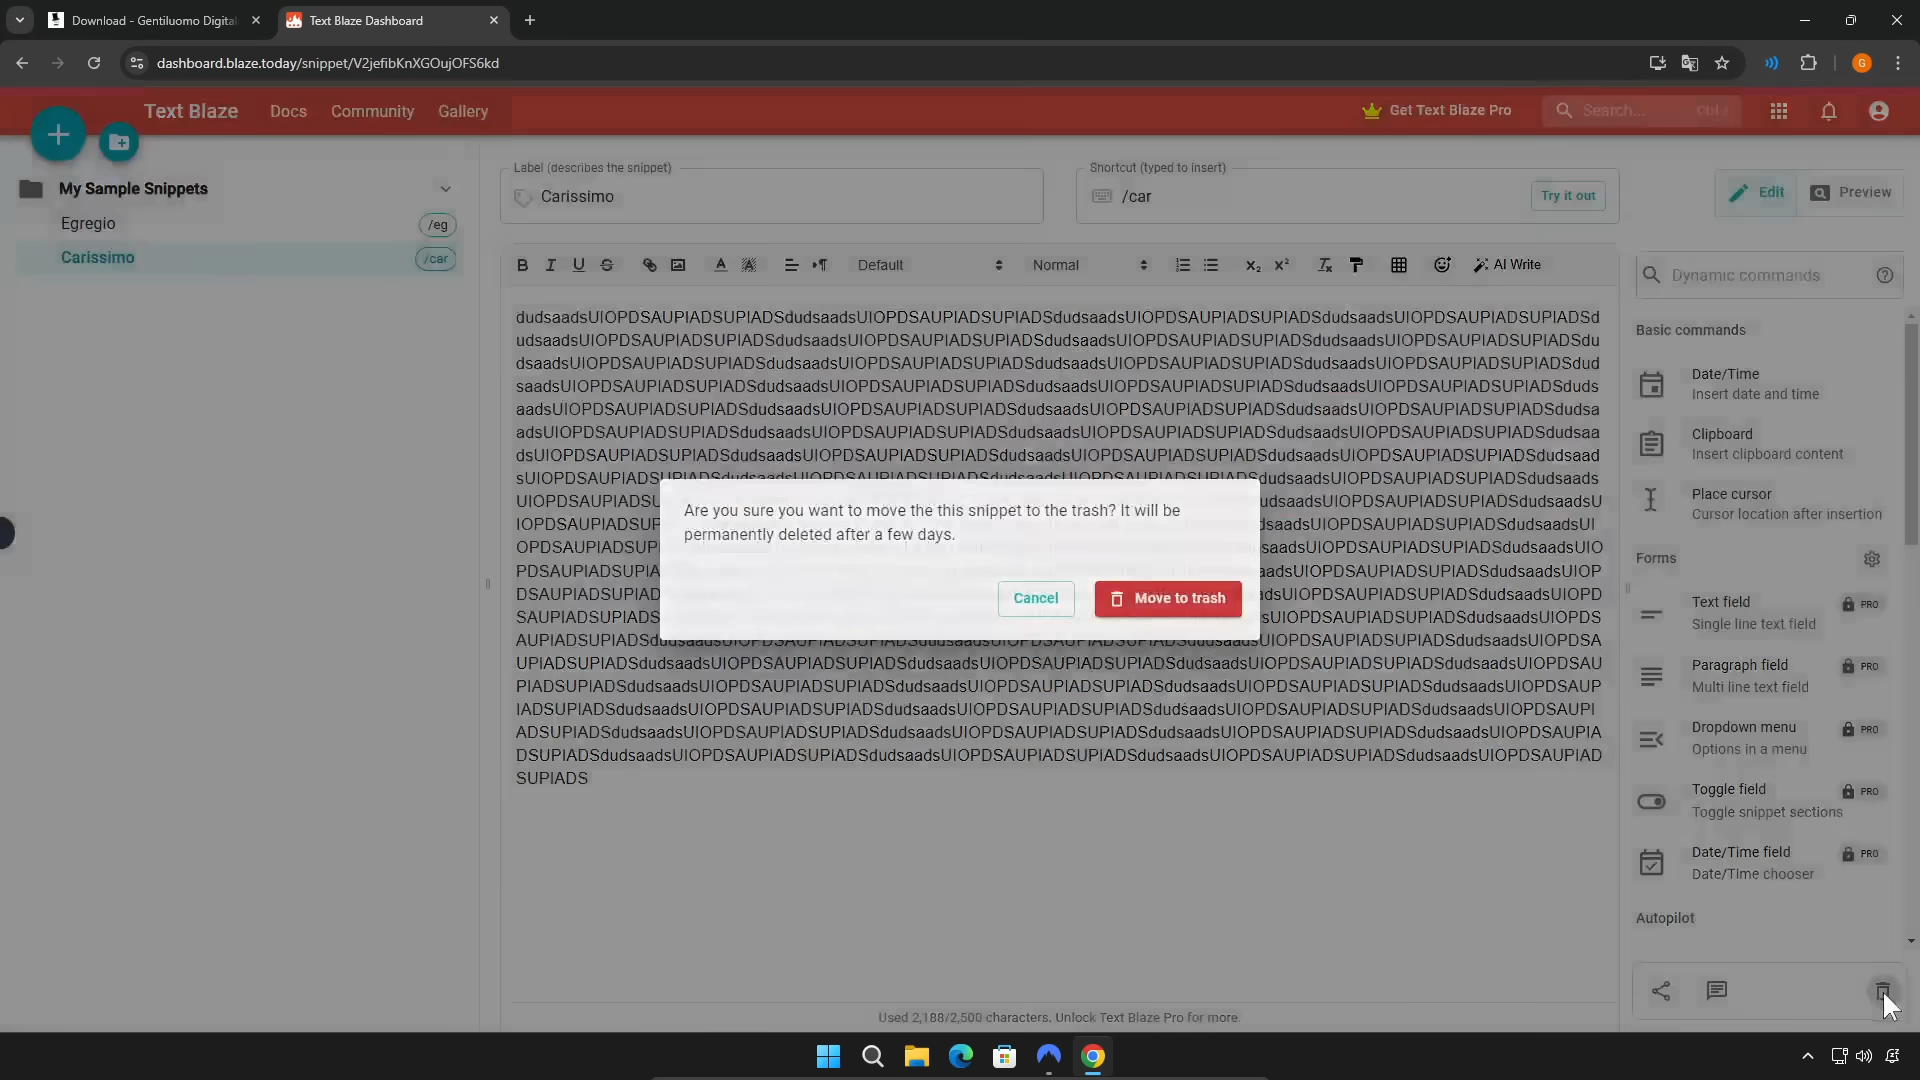 Download - Gentiluomo Digital
Text Blaze Dashboard
dashboard.blaze.today/snippet/V2jefibKnXGOujOFS6kd
G
Text Blaze
Docs
Community
Gallery
Get Text Blaze Pro
Search...
Ctrl /
My Sample Snippets
Egregio
/eg
Carissimo
/car
Label (describes the snippet)
Carissimo
Shortcut (typed to insert)
/car
Try it out
Edit
Preview
B I U S
Default
Normal
AI Write
dudsaadsUIOPDSAUPIADSUPIADSdudsaadsUIOPDSAUPIADSUPIADSdudsaadsUIOPDSAUPIADSUPIADSdudsaadsUIOPDSAUPIADSUPIADSd
udsaadsUIOPDSAUPIADSUPIADSdudsaadsUIOPDSAUPIADSUPIADSdudsaadsUIOPDSAUPIADSUPIADSdudsaadsUIOPDSAUPIADSUPIADSdu
dsaadsUIOPDSAUPIADSUPIADSdudsaadsUIOPDSAUPIADSUPIADSdudsaadsUIOPDSAUPIADSUPIADSdudsaadsUIOPDSAUPIADSUPIADSdud
saadsUIOPDSAUPIADSUPIADSdudsaadsUIOPDSAUPIADSUPIADSdudsaadsUIOPDSAUPIADSUPIADSdudsaadsUIOPDSAUPIADSUPIADSduds
aadsUIOPDSAUPIADSUPIADSdudsaadsUIOPDSAUPIADSUPIADSdudsaadsUIOPDSAUPIADSUPIADSdudsaadsUIOPDSAUPIADSUPIADSdudsa
adsUIOPDSAUPIADSUPIADSdudsaadsUIOPDSAUPIADSUPIADSdudsaadsUIOPDSAUPIADSUPIADSdudsaadsUIOPDSAUPIADSUPIADSdudsaa
dsUIOPDSAUPIADSUPIADSdudsaadsUIOPDSAUPIADSUPIADSdudsaadsUIOPDSAUPIADSUPIADSdudsaadsUIOPDSAUPIADSUPIADSdudsaad
sUIOPDSAUPIADSUPIADSdudsaadsUIOPDSAUPIADSUPIADSdudsaadsUIOPDSAUPIADSUPIADSdudsaadsUIOPDSAUPIADSUPIADSdudsaads
Are you sure you want to move the this snippet to the trash? It will be
permanently deleted after a few days.
Cancel
Move to trash
UPIADSUPIADSdudsaadsUIOPDSAUPIADSUPIADSdudsaadsUIOPDSAUPIADSUPIADSdudsaadsUIOPDSAUPIADSUPIADSdudsaadsUIOPDSAU
PIADSUPIADSdudsaadsUIOPDSAUPIADSUPIADSdudsaadsUIOPDSAUPIADSUPIADSdudsaadsUIOPDSAUPIADSUPIADSdudsaadsUIOPDSAUP
IADSUPIADSdudsaadsUIOPDSAUPIADSUPIADSdudsaadsUIOPDSAUPIADSUPIADSdudsaadsUIOPDSAUPIADSUPIADSdudsaadsUIOPDSAUPI
ADSUPIADSdudsaadsUIOPDSAUPIADSUPIADSdudsaadsUIOPDSAUPIADSUPIADSdudsaadsUIOPDSAUPIADSUPIADSdudsaadsUIOPDSAUPIA
DSUPIADSdudsaadsUIOPDSAUPIADSUPIADSdudsaadsUIOPDSAUPIADSUPIADSdudsaadsUIOPDSAUPIADSUPIADSdudsaadsUIOPDSAUPIAD
SUPIADS
Used 2,188/2,500 characters. Unlock Text Blaze Pro for more.
Dynamic commands
Basic commands
Date/Time
Insert date and time
Clipboard
Insert clipboard content
Place cursor
Cursor location after insertion
Forms
Text field
PRO
Single line text field
Paragraph field
PRO
Multi line text field
Dropdown menu
PRO
Options in a menu
Toggle field
PRO
Toggle snippet sections
Date/Time field
PRO
Date/TIme chooser
Autopilot